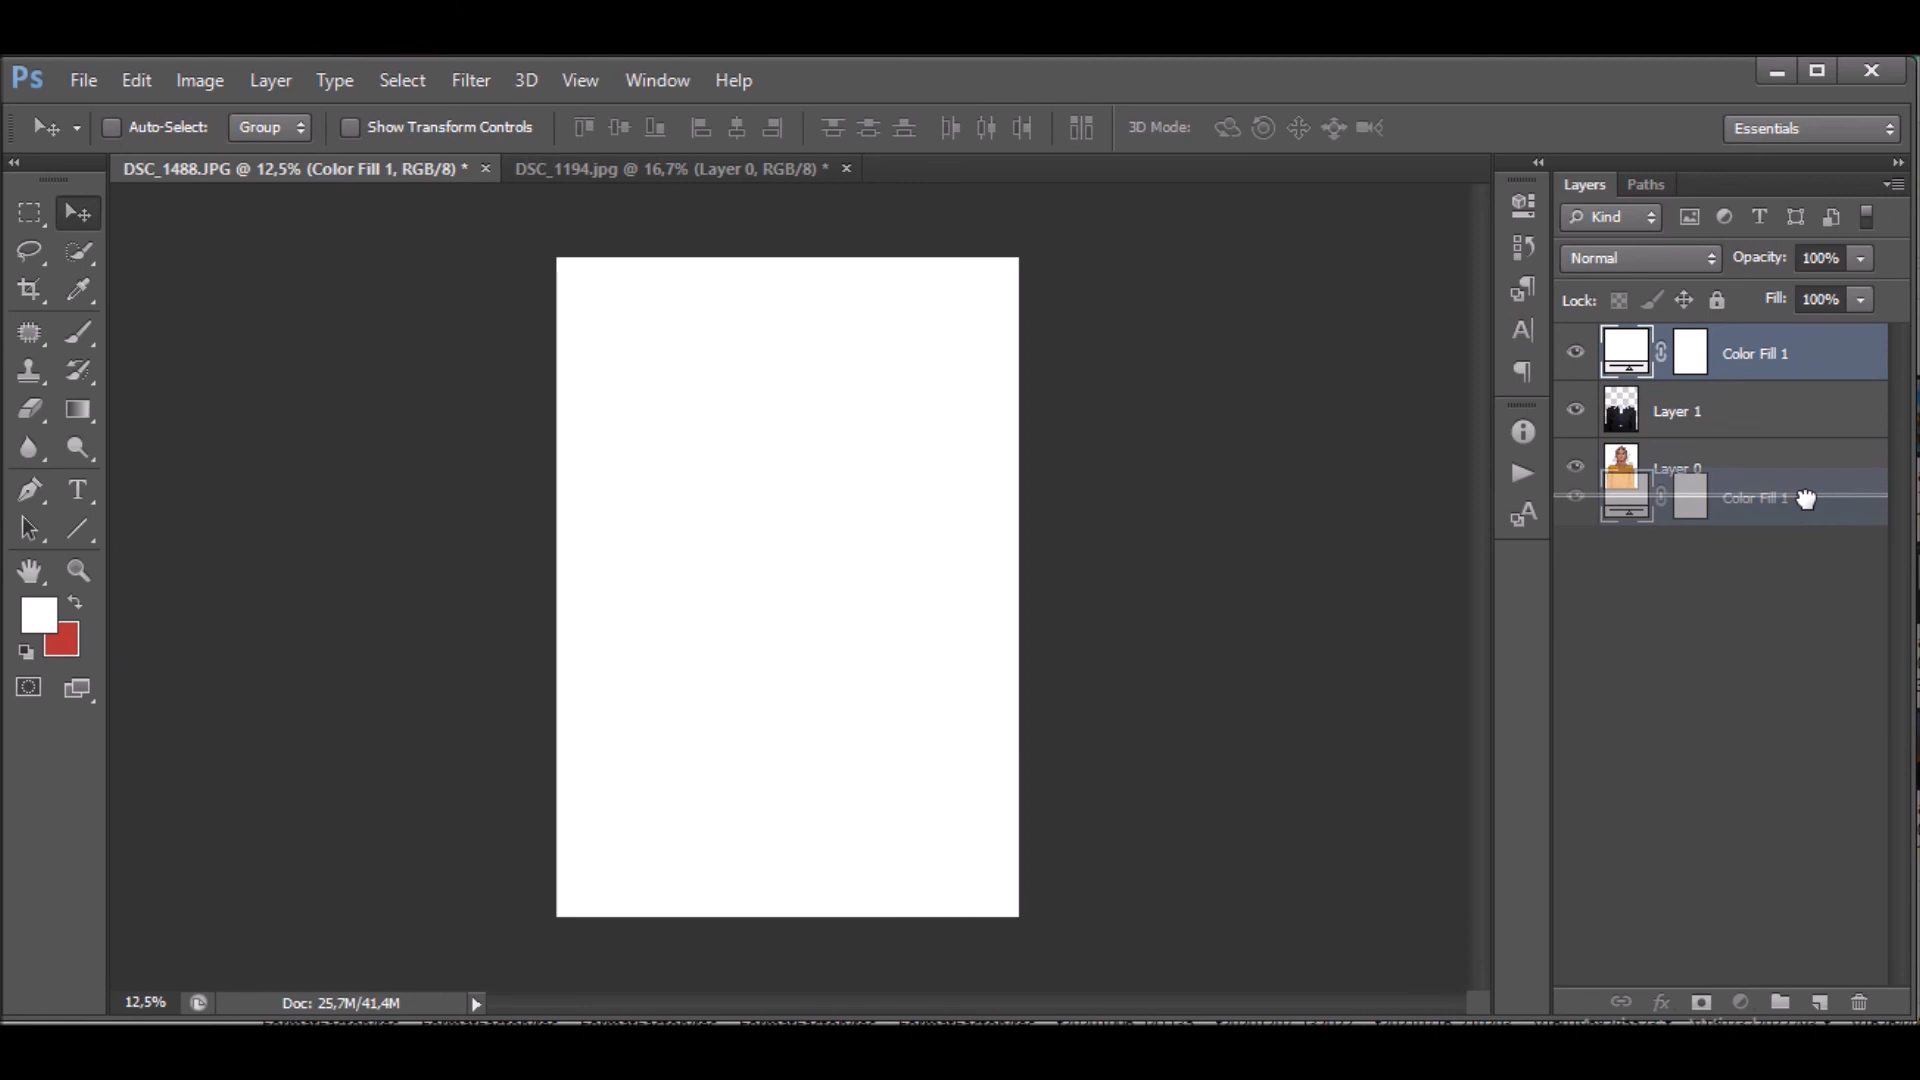 Ps File Edit Image Layer Type Select Filter 3D View Window Help
Auto-Select: Group Show Transform Controls 3D Mode: Essentials
DSC_1488.JPG @ 12,5% (Color Fill 1, RGB/8) * DSC_1194.jpg @ 16,7% (Layer 0, RGB/8) *
Layers Paths
Kind
Normal Opacity: 100%
Lock: Fill: 100%
Color Fill 1
Layer 1
Layer 0
Color Fill 1
12,5% Doc: 25,7M/41,4M